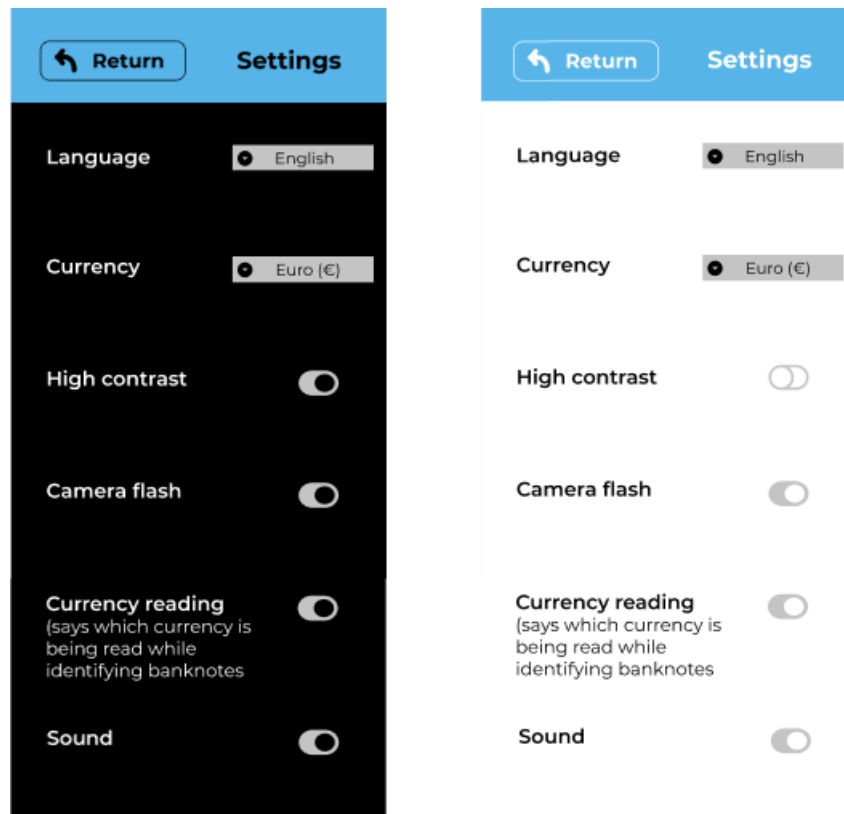 Return Settings
Language English
Currency Euro (€)
High contrast
Camera flash
Currency reading
(says which currency is
being read while
identifying banknotes
Sound
Return Settings
Language English
Currency Euro (€)
High contrast
Camera flash
Currency reading
(says which currency is
being read while
identifying banknotes
Sound